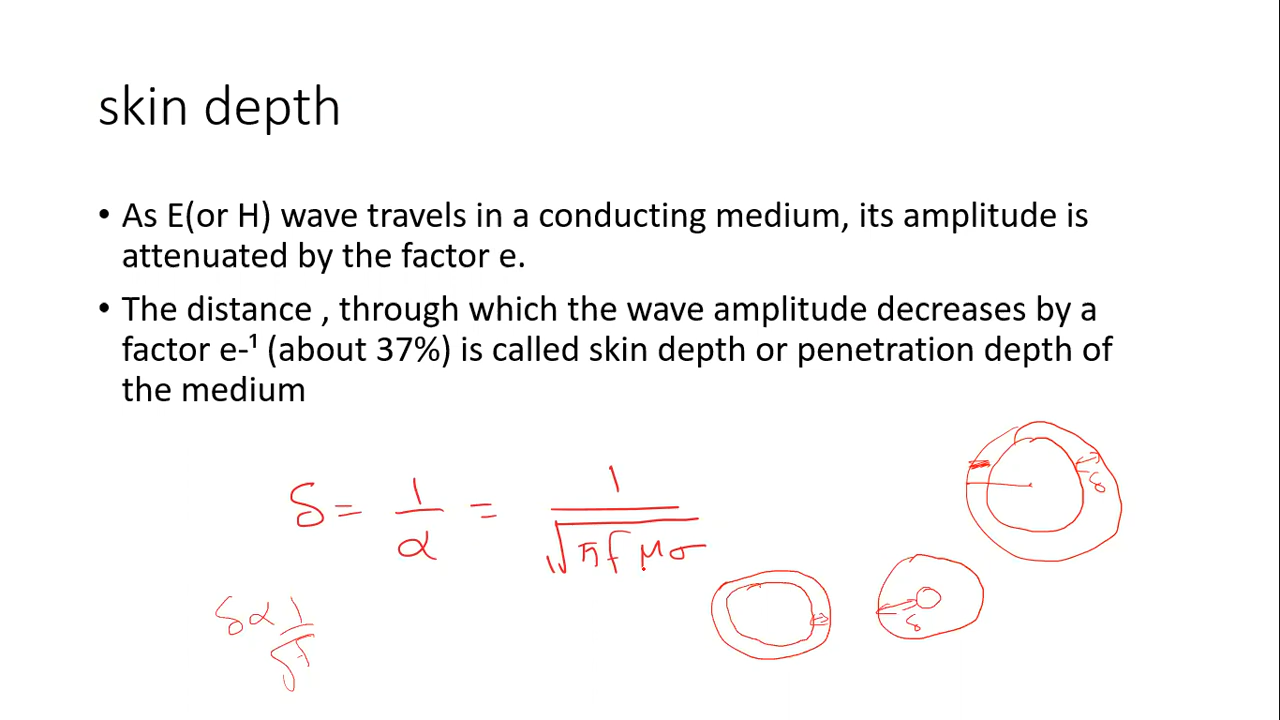 skin depth
• As E(or H) wave travels in a conducting medium, its amplitude is
attenuated by the factor e.
• The distance , through which the wave amplitude decreases by a
factor e-¹ (about 37%) is called skin depth or penetration depth of
the medium
δ = 1/α = 1/√(πfμσ)
δ
δ
δ ∝ 1/√f